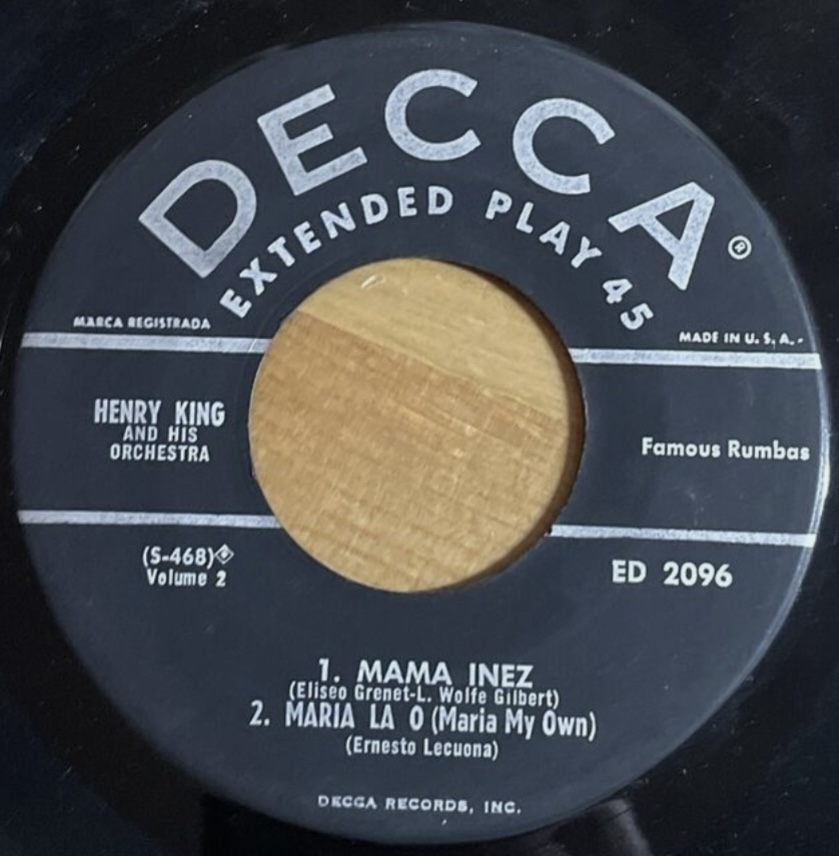 DECCA®
EXTENDED PLAY 45
MARCA REGISTRADA
MADE IN U. S. A.
HENRY KING
AND HIS
ORCHESTRA
Famous Rumbas
(S-468)
Volume 2
ED 2096
1. MAMA INEZ
(Eliseo Grenet-L. Wolfe Gilbert)
2. MARIA LA O (Maria My Own)
(Ernesto Lecuona)
DECCA RECORDS, INC.